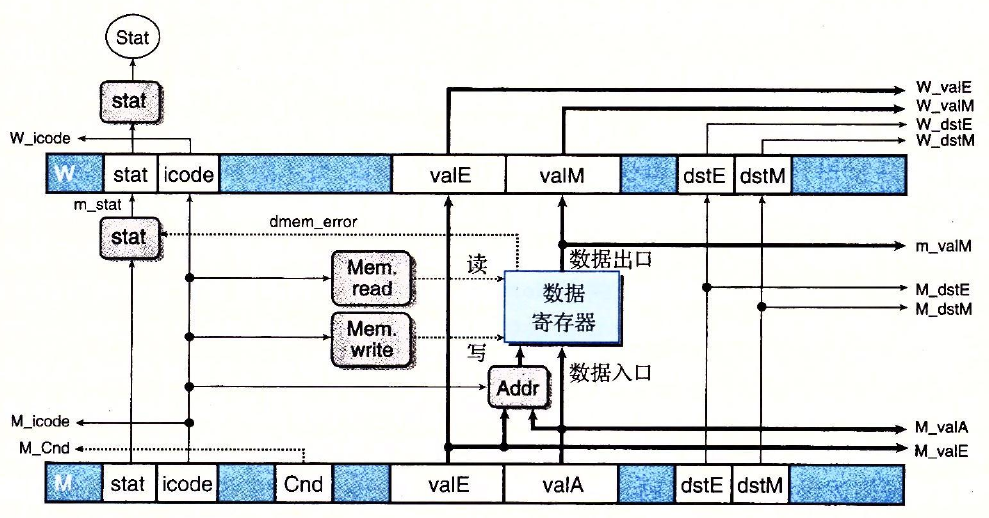 Stat
stat
W_valE
W_valM
W_dstE
W_dstM
W_icode
W stat icode valE valM dstE dstM
m_stat
stat
dmem_error
m_valM
数据出口
Mem.
read
读
数据
寄存器
M_dstE
M_dstM
Mem.
write
写
Addr
数据入口
M_icode
M_valA
M_Cnd
M_valE
M stat icode Cnd valE valA dstE dstM